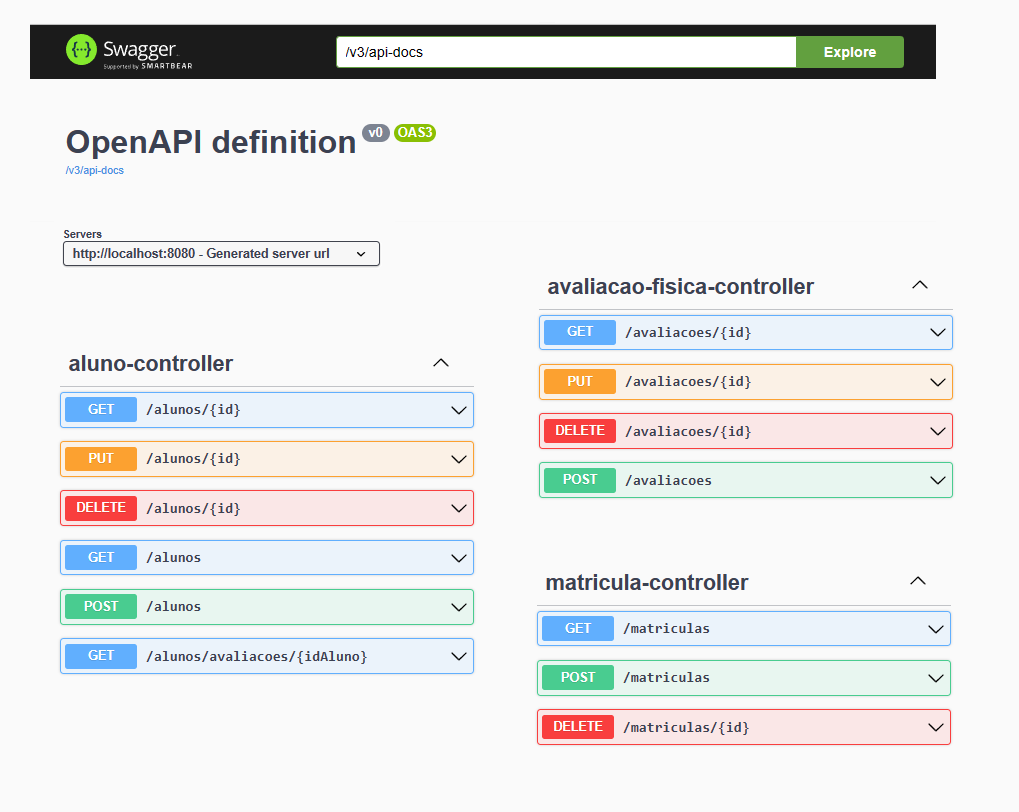 Swagger.
Supported by SMARTBEAR
/v3/api-docs
Explore
OpenAPI definition v0 OAS3
/v3/api-docs
Servers
http://localhost:8080 - Generated server url
aluno-controller
GET /alunos/{id}
PUT /alunos/{id}
DELETE /alunos/{id}
GET /alunos
POST /alunos
GET /alunos/avaliacoes/{idAluno}
avaliacao-fisica-controller
GET /avaliacoes/{id}
PUT /avaliacoes/{id}
DELETE /avaliacoes/{id}
POST /avaliacoes
matricula-controller
GET /matriculas
POST /matriculas
DELETE /matriculas/{id}